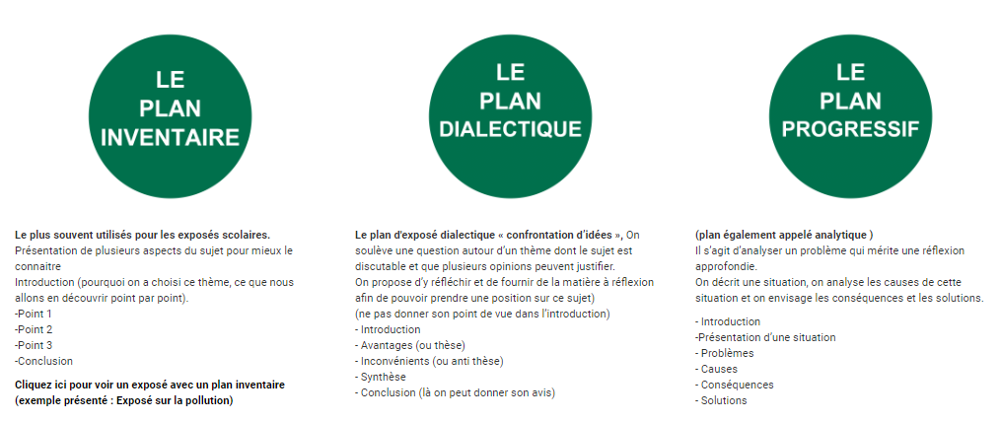 LE
PLAN
INVENTAIRE
Le plus souvent utilisés pour les exposés scolaires.
Présentation de plusieurs aspects du sujet pour mieux le
connaitre
Introduction (pourquoi on a choisi ce thème, ce que nous
allons en découvrir point par point).
-Point 1
-Point 2
-Point 3
-Conclusion
Cliquez ici pour voir un exposé avec un plan inventaire
(exemple présenté : Exposé sur la pollution)
LE
PLAN
DIALECTIQUE
Le plan d'exposé dialectique « confrontation d'idées », On
soulève une question autour d'un thème dont le sujet est
discutable et que plusieurs opinions peuvent justifier.
On propose d'y réfléchir et de fournir de la matière à réflexion
afin de pouvoir prendre une position sur ce sujet)
(ne pas donner son point de vue dans l'introduction)
- Introduction
- Avantages (ou thèse)
- Inconvénients (ou anti thèse)
- Synthèse
- Conclusion (là on peut donner son avis)
LE
PLAN
PROGRESSIF
(plan également appelé analytique )
Il s'agit d'analyser un problème qui mérite une réflexion
approfondie.
On décrit une situation, on analyse les causes de cette
situation et on envisage les conséquences et les solutions.
- Introduction
-Présentation d'une situation
- Problèmes
- Causes
- Conséquences
- Solutions